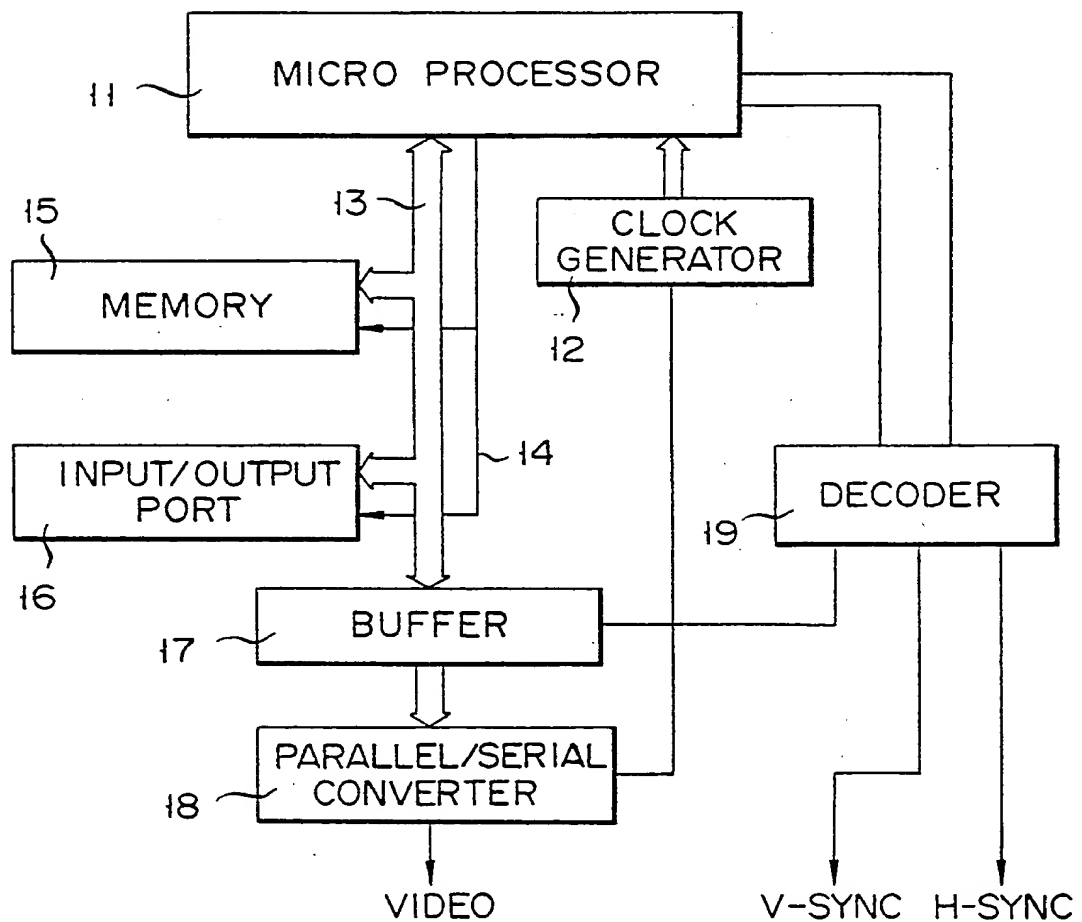 MICRO PROCESSOR
11
13
15
CLOCK
GENERATOR
MEMORY
12
14
INPUT/OUTPUT
PORT
DECODER
19
16
BUFFER
17
PARALLEL/SERIAL
CONVERTER
18
VIDEO
V-SYNC
H-SYNC